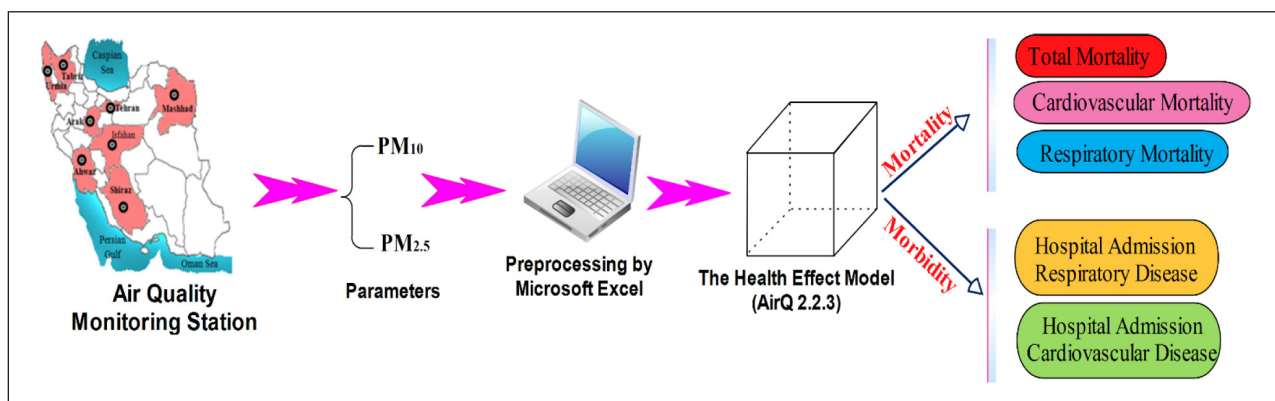 Caspian
Sea
Tabriz
Urmia
Tehran
Mashhad
Arak
Isfahan
Ahwaz
Shiraz
Persian
Gulf
Oman Sea
Air Quality
Monitoring Station
PM10
PM2.5
Parameters
Preprocessing by
Microsoft Excel
The Health Effect Model
(AirQ 2.2.3)
Mortality
Morbidity
Total Mortality
Cardiovascular Mortality
Respiratory Mortality
Hospital Admission
Respiratory Disease
Hospital Admission
Cardiovascular Disease